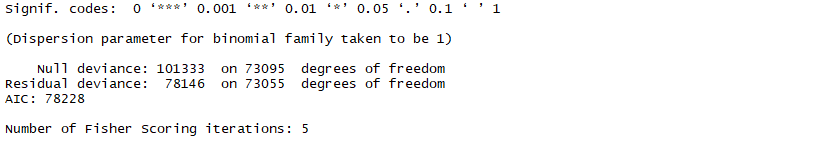 Signif. codes:  0 ‘***’ 0.001 ‘**’ 0.01 ‘*’ 0.05 ‘.’ 0.1 ‘ ’ 1
(Dispersion parameter for binomial family taken to be 1)
    Null deviance: 101333  on 73095  degrees of freedom
Residual deviance:  78146  on 73055  degrees of freedom
AIC: 78228
Number of Fisher Scoring iterations: 5